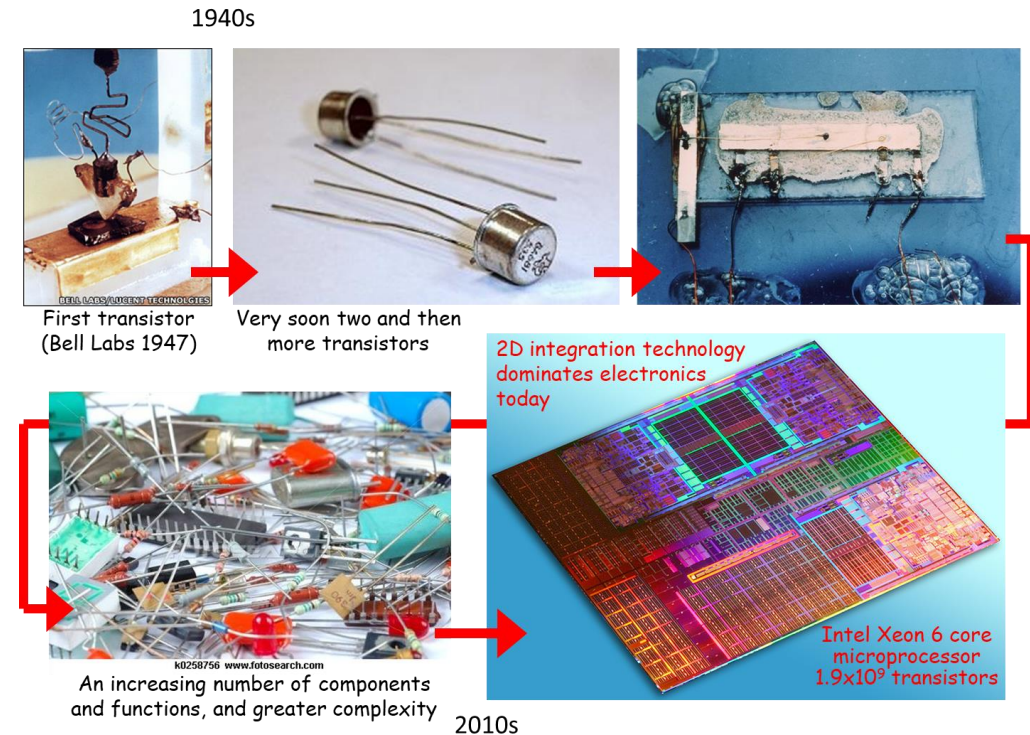 1940s
BELL LABS/LUCENT TECHNOLGIES
First transistor
(Bell Labs 1947)
Very soon two and then
more transistors
2D integration technology
dominates electronics
today
Intel Xeon 6 core
microprocessor
1.9x10⁹ transistors
k0258756 www.fotosearch.com
An increasing number of components
and functions, and greater complexity
2010s